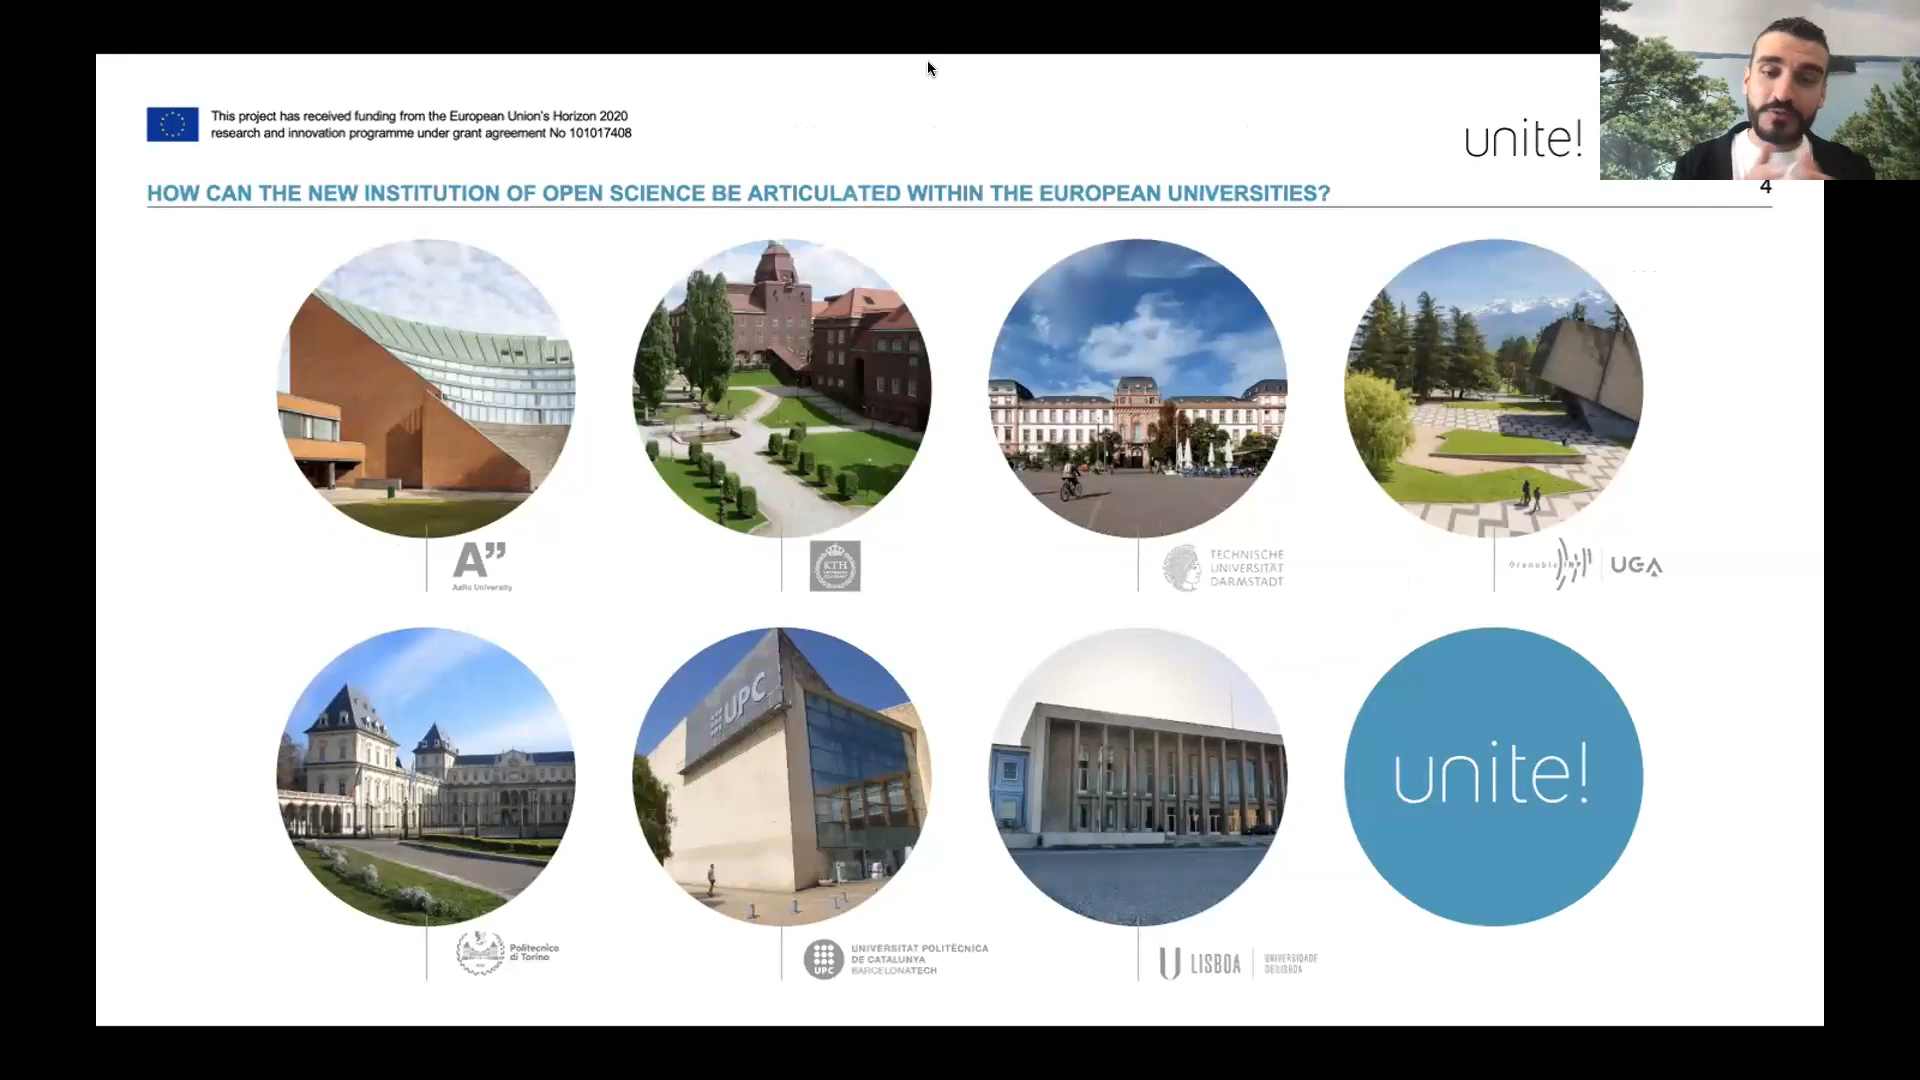 This project has received funding from the European Union's Horizon 2020
research and innovation programme under grant agreement No 101017408
unite!
4
HOW CAN THE NEW INSTITUTION OF OPEN SCIENCE BE ARTICULATED WITHIN THE EUROPEAN UNIVERSITIES?
A”
Aalto University
KTH
TECHNISCHE
UNIVERSITÄT
DARMSTADT
Grenoble INP
UGA
UPC
unite!
Politecnico
di Torino
UPC
UNIVERSITAT POLITÈCNICA
DE CATALUNYA
BARCELONATECH
U LISBOA
UNIVERSIDADE
DE LISBOA